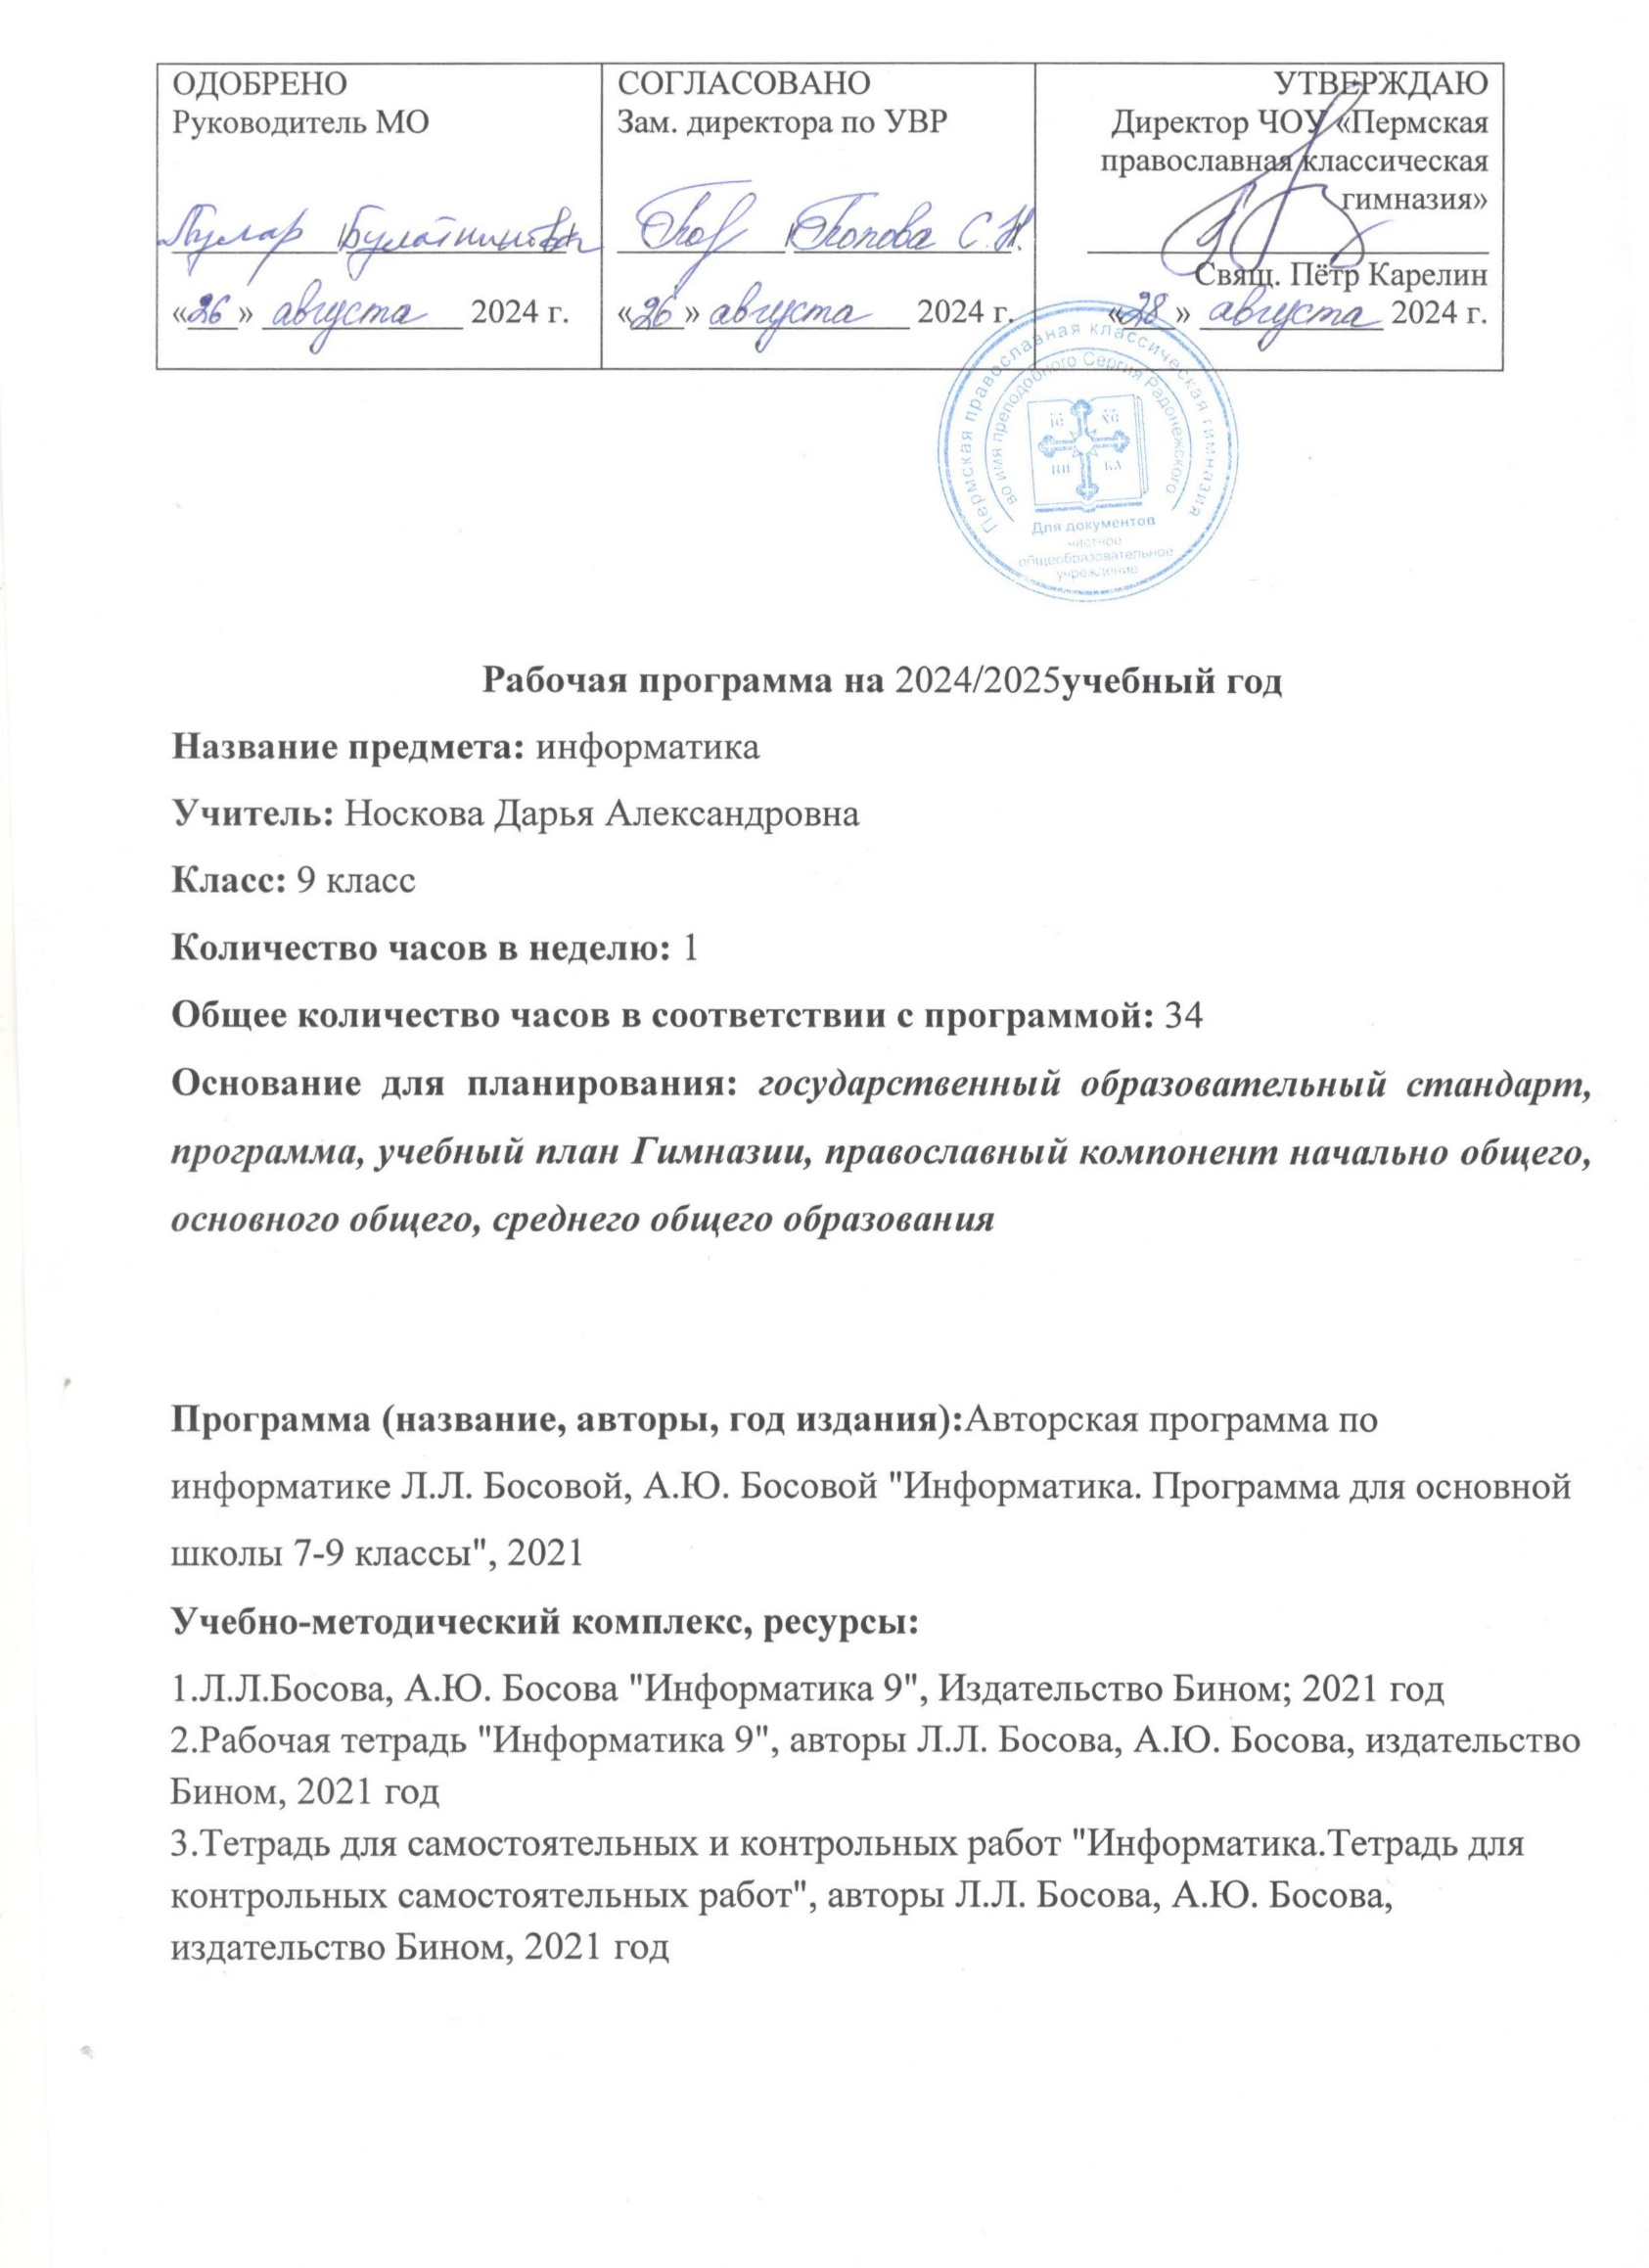 ОДОБРЕНО
Руководитель МО
«26» августа 2024 г.
СОГЛАСОВАНО
Зам. директора по УВР
Попова С.Н.
«26» августа 2024 г.
УТВЕРЖДАЮ
Директор ЧОУ «Пермская
православная классическая
гимназия»
Свящ. Пётр Карелин
«28» августа 2024 г.
Пермская православная классическая гимназия
во имя преподобного Сергия Радонежского
IC XC
НИ КА
Для документов
частное
общеобразовательное
учреждение
Рабочая программа на 2024/2025учебный год
Название предмета: информатика
Учитель: Носкова Дарья Александровна
Класс: 9 класс
Количество часов в неделю: 1
Общее количество часов в соответствии с программой: 34
Основание для планирования: государственный образовательный стандарт,
программа, учебный план Гимназии, православный компонент начально общего,
основного общего, среднего общего образования
Программа (название, авторы, год издания):Авторская программа по
информатике Л.Л. Босовой, А.Ю. Босовой "Информатика. Программа для основной
школы 7-9 классы", 2021
Учебно-методический комплекс, ресурсы:
1.Л.Л.Босова, А.Ю. Босова "Информатика 9", Издательство Бином; 2021 год
2.Рабочая тетрадь "Информатика 9", авторы Л.Л. Босова, А.Ю. Босова, издательство
Бином, 2021 год
3.Тетрадь для самостоятельных и контрольных работ "Информатика.Тетрадь для
контрольных самостоятельных работ", авторы Л.Л. Босова, А.Ю. Босова,
издательство Бином, 2021 год